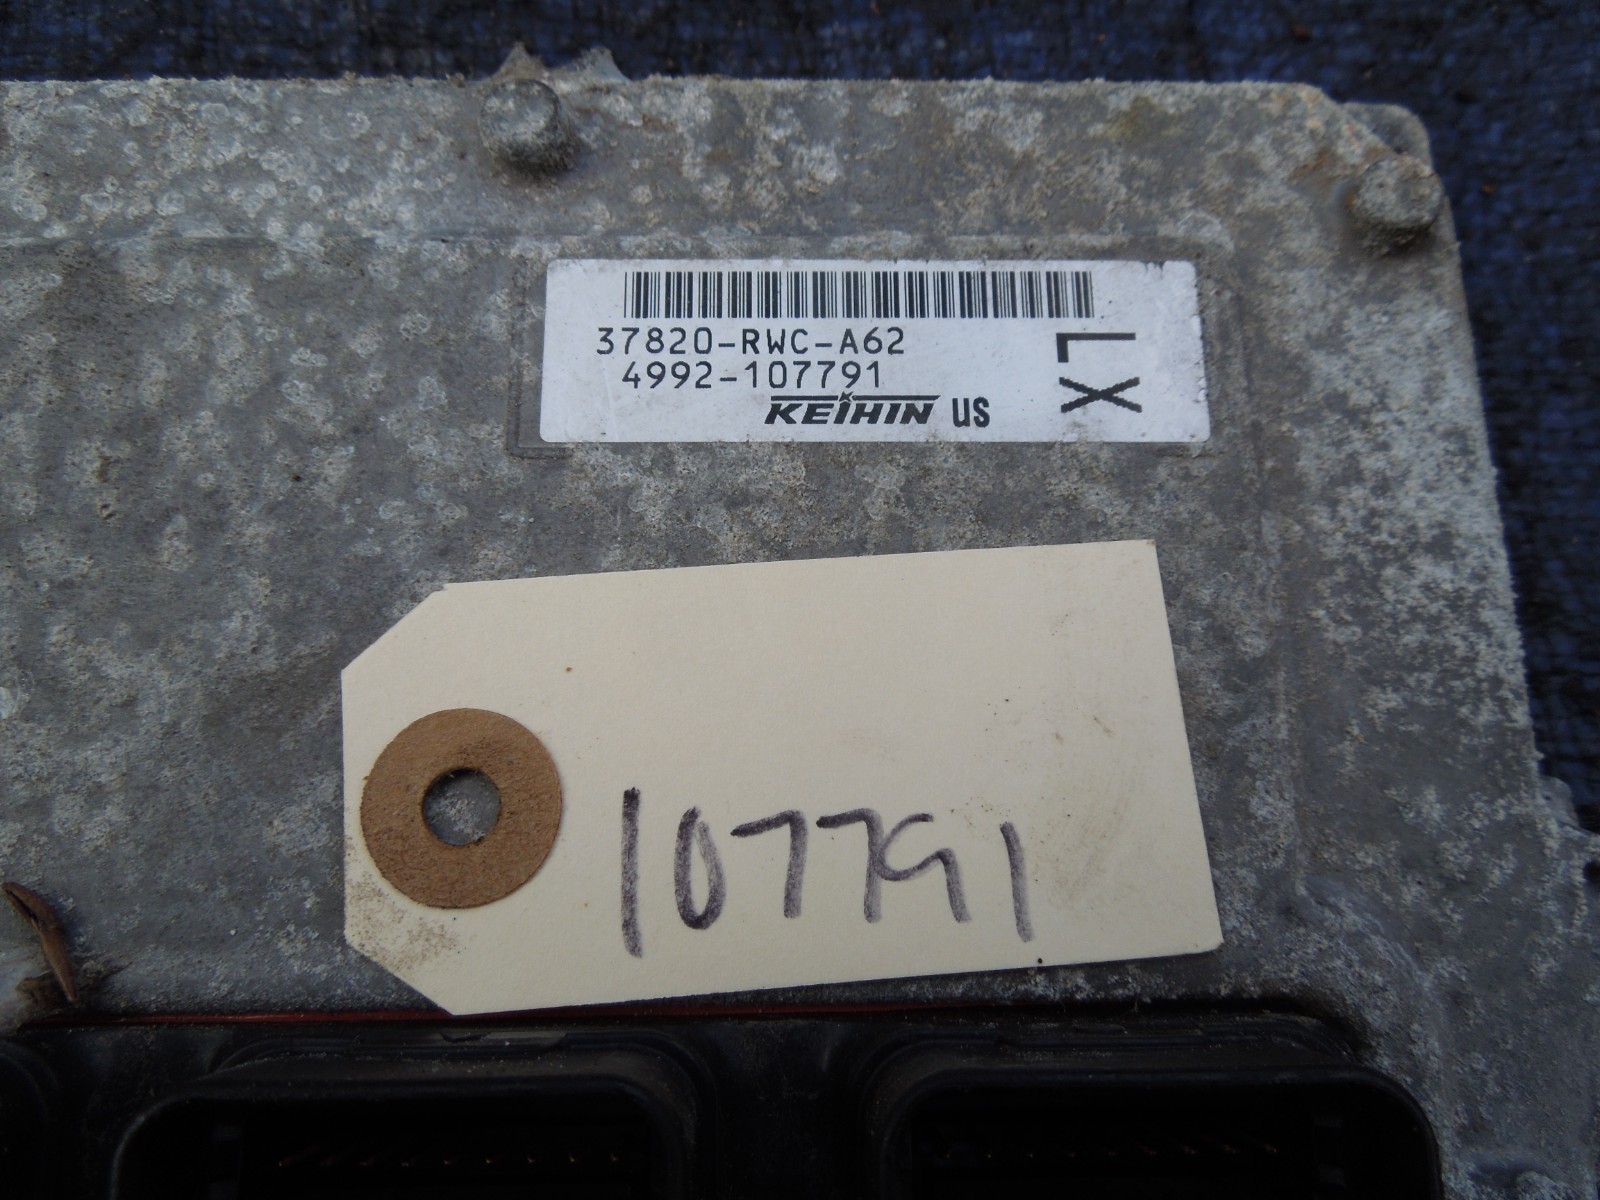 37820-RWC-A62
4992-107791
KEIHIN US
LX
107791